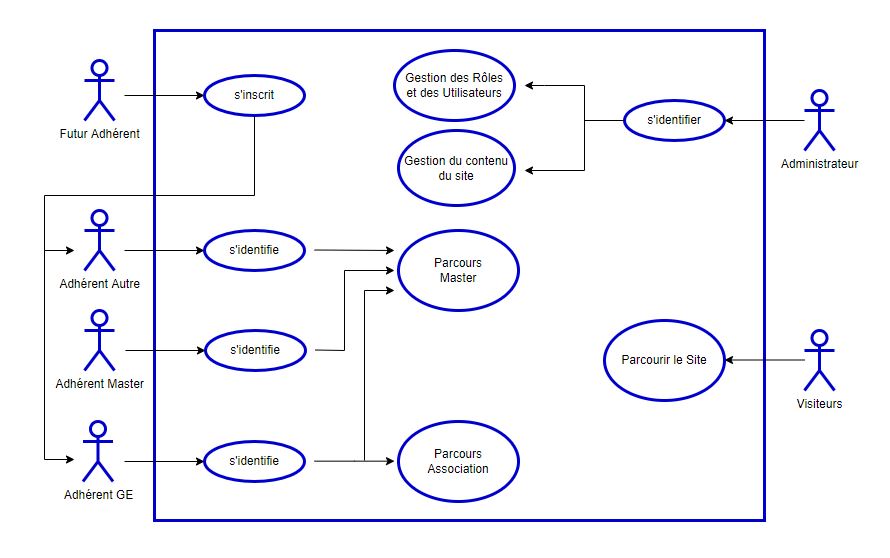 Gestion des Rôles
et des Utilisateurs
s'inscrit
Futur Adhérent
s'identifier
Administrateur
Gestion du contenu
du site
s'identifie
Adhérent Autre
Parcours
Master
s'identifie
Adhérent Master
Parcourir le Site
Visiteurs
s'identifie
Adhérent GE
Parcours
Association